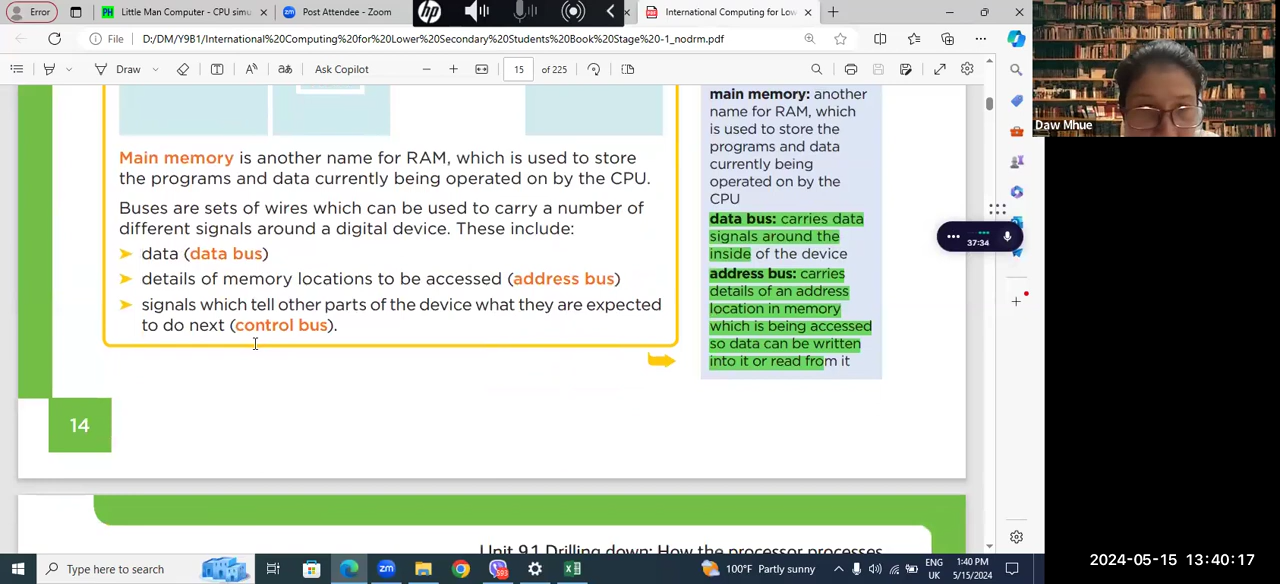 Error
Little Man Computer - CPU simu
Post Attendee - Zoom
International Computing for Low
File
D:/DM/Y9B1/International%20Computing%20for%20Lower%20Secondary%20Students%20Book%20Stage%20-1_nodrm.pdf
Draw
Ask Copilot
15
of 225
Daw Mhue
37:34
Main memory is another name for RAM, which is used to store
the programs and data currently being operated on by the CPU.
Buses are sets of wires which can be used to carry a number of
different signals around a digital device. These include:
data (data bus)
details of memory locations to be accessed (address bus)
signals which tell other parts of the device what they are expected
to do next (control bus).
main memory: another
name for RAM, which
is used to store the
programs and data
currently being
operated on by the
CPU
data bus: carries data
signals around the
inside of the device
address bus: carries
details of an address
location in memory
which is being accessed
so data can be written
into it or read from it
14
Unit 9.1 Drilling down: How the processor processes
Type here to search
100°F Partly sunny
ENG
UK
1:40 PM
5/15/2024
2024-05-15 13:40:17